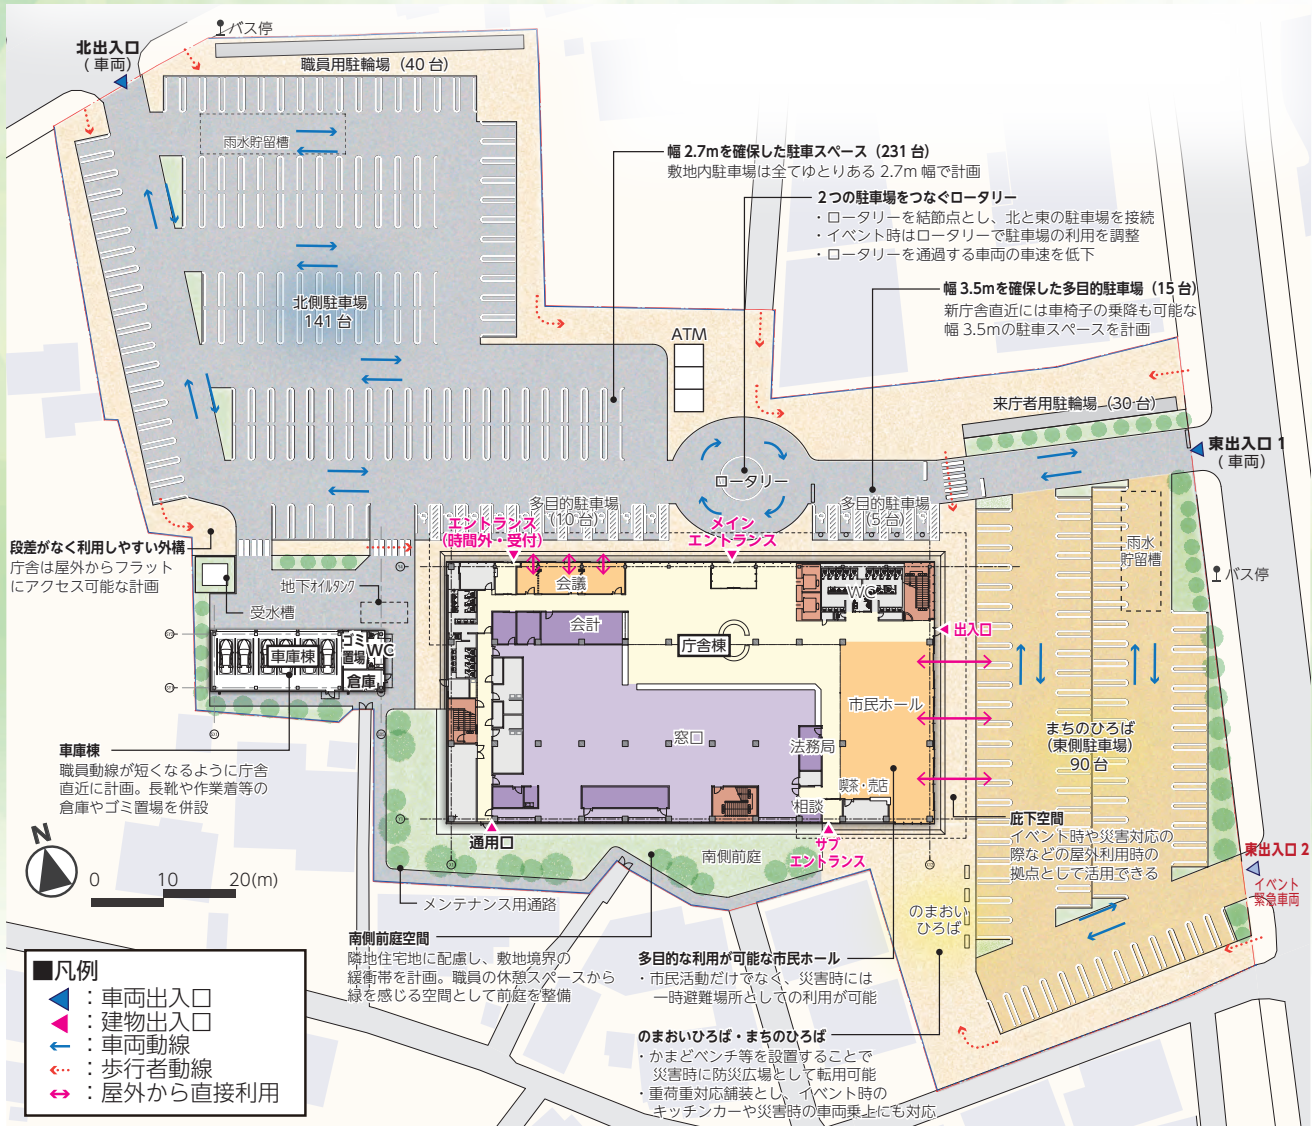 バス停
北出入口
（車両）
職員用駐輪場（40 台）
雨水貯留槽
幅 2.7mを確保した駐車スペース（231 台）
敷地内駐車場は全てゆとりある 2.7m 幅で計画
2つの駐車場をつなぐロータリー
・ロータリーを結節点とし、北と東の駐車場を接続
・イベント時はロータリーで駐車場の利用を調整
・ロータリーを通過する車両の車速を低下
北側駐車場
141 台
幅 3.5mを確保した多目的駐車場（15 台）
新庁舎直近には車椅子の乗降も可能な
幅 3.5mの駐車スペースを計画
ATM
来庁者用駐輪場（30 台）
東出入口 1
（車両）
ロータリー
多目的駐車場
（10 台）
多目的駐車場
（5 台）
エントランス
（時間外・受付）
メイン
エントランス
段差がなく利用しやすい外構
庁舎は屋外からフラット
にアクセス可能な計画
地下ｵｲﾙﾀﾝｸ
受水槽
雨水
貯留槽
バス停
会議
WC
会計
庁舎棟
出入口
車庫棟
ゴミ
置場
WC
倉庫
市民ホール
窓口
法務局
まちのひろば
（東側駐車場）
90 台
車庫棟
職員動線が短くなるように庁舎
直近に計画。長靴や作業着等の
倉庫やゴミ置場を併設
喫茶・売店
相談
通用口
サブ
エントランス
南側前庭
庇下空間
イベント時や災害対応の
際などの屋外利用時の
拠点として活用できる
東出入口 2
イベント
緊急車両
N
0 10 20(m)
メンテナンス用通路
のまおい
ひろば
南側前庭空間
隣地住宅地に配慮し、敷地境界の
緩衝帯を計画。職員の休憩スペースから
緑を感じる空間として前庭を整備
多目的な利用が可能な市民ホール
・市民活動だけでなく、災害時には
一時避難場所としての利用が可能
のまおいひろば・まちのひろば
・かまどベンチ等を設置することで
災害時に防災広場として転用可能
・重荷重対応舗装とし、イベント時の
キッチンカーや災害時の車両乗上にも対応
■凡例
：車両出入口
：建物出入口
：車両動線
：歩行者動線
：屋外から直接利用